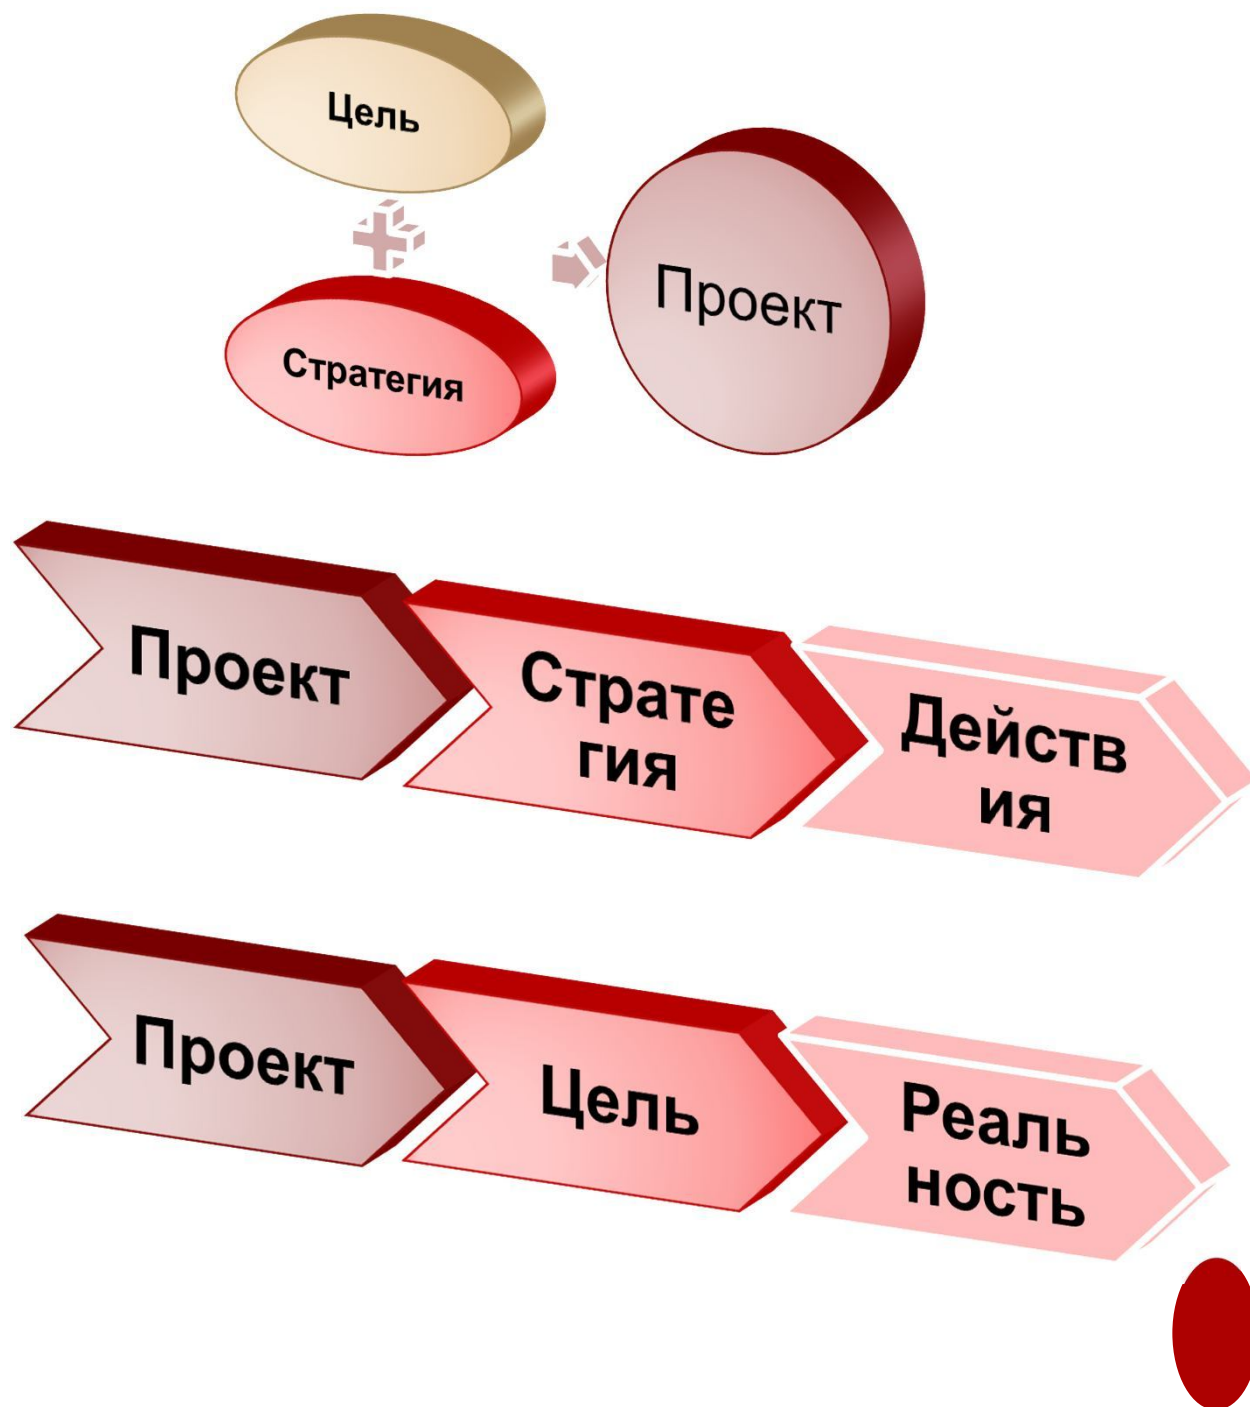 Цель
Стратегия
Проект
Проект
Страте
гия
Действ
ия
Проект
Цель
Реаль
ность